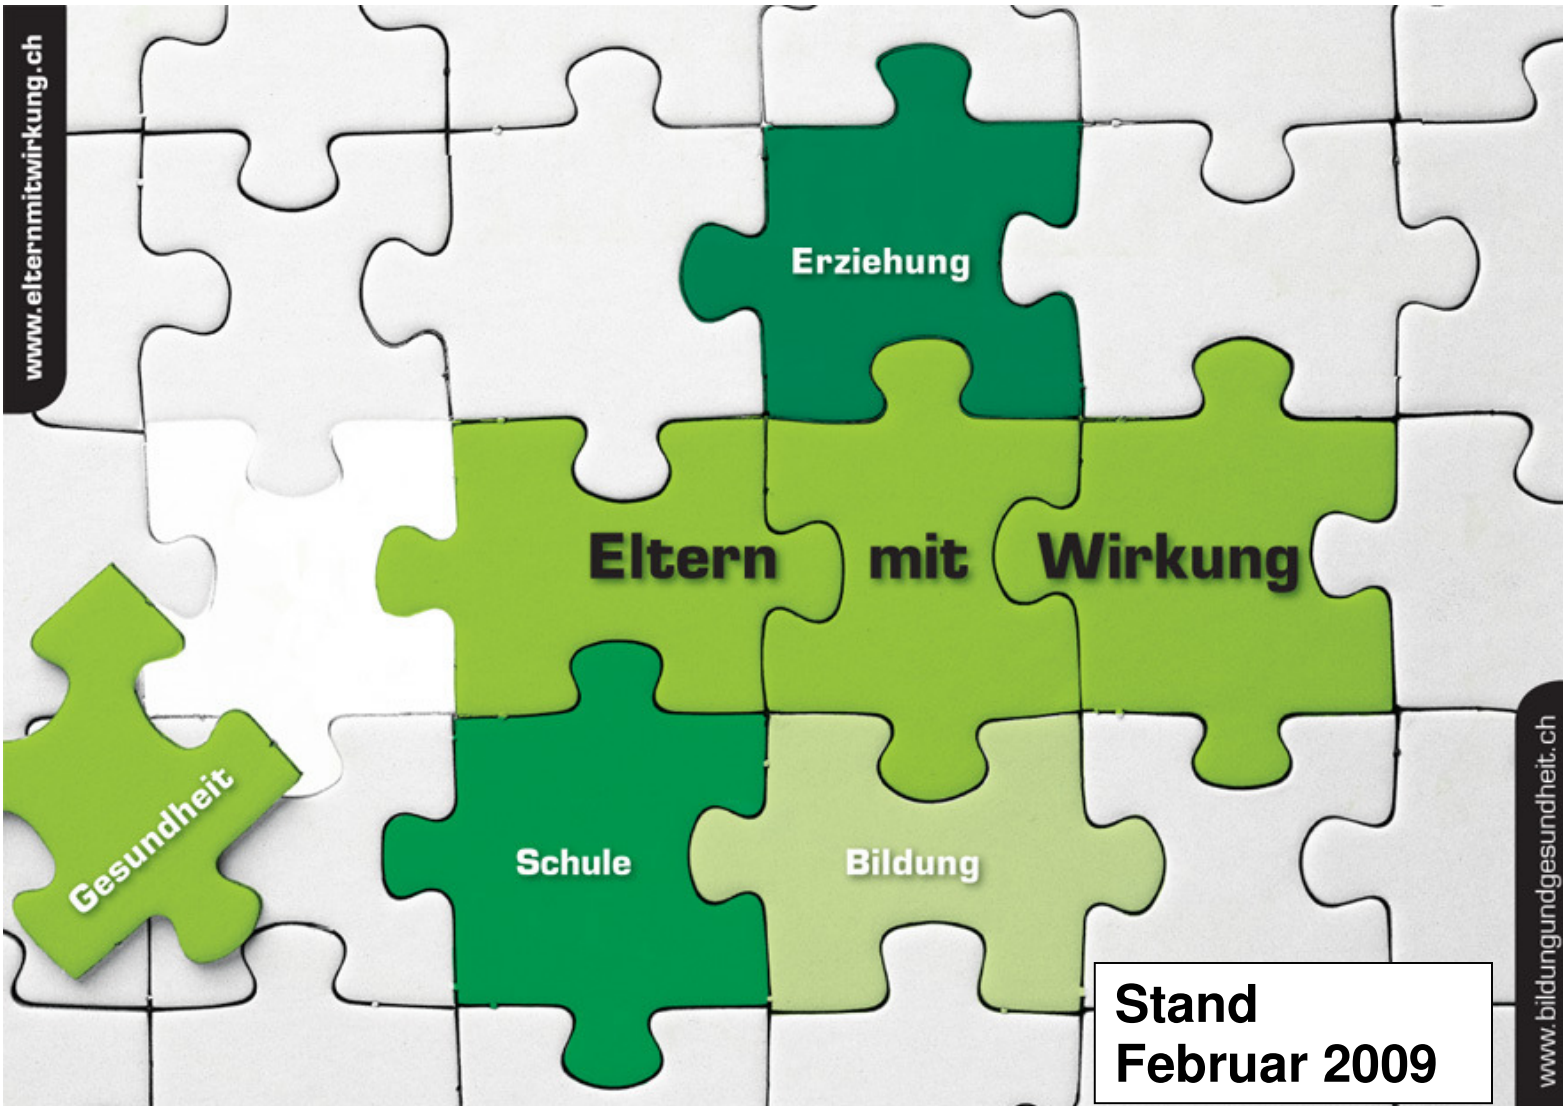 www.elternmitwirkung.ch
Erziehung
Eltern mit Wirkung
Gesundheit
Schule
Bildung
Stand
Februar 2009
www.bildungundgesundheit.ch